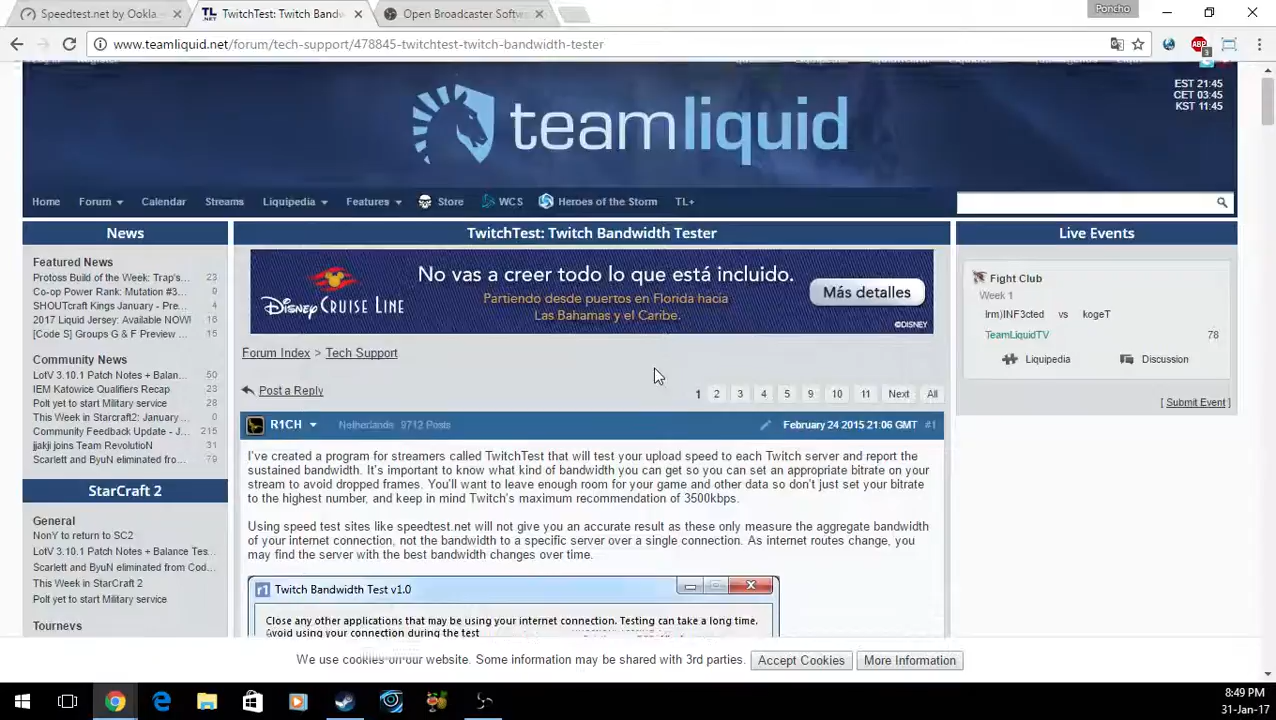 Speedtest.net by Ookla
TwitchTest: Twitch Bandw
Open Broadcaster Softw
Poncho
www.teamliquid.net/forum/tech-support/478845-twitchtest-twitch-bandwidth-tester
ABP
3
EST 21:45
CET 03:45
KST 11:45
teamliquid
Home Forum Calendar Streams Liquipedia Features Store WCS Heroes of the Storm TL+
News
Featured News
Protoss Build of the Week: Trap's... 23
Co-op Power Rank: Mutation #3... 0
SHOUTcraft Kings January - Pre... 4
2017 Liquid Jersey: Available NOW! 16
[Code S] Groups G & F Preview ... 15
Community News
LotV 3.10.1 Patch Notes + Balan... 50
IEM Katowice Qualifiers Recap 23
Polt yet to start Military service 28
This Week in Starcraft2: January ... 0
Community Feedback Update - J... 215
jjakji joins Team RevolutioN 31
Scarlett and ByuN eliminated fro... 79
StarCraft 2
General
NonY to return to SC2
LotV 3.10.1 Patch Notes + Balance Tes...
Scarlett and ByuN eliminated from Cod...
This Week in StarCraft 2
Polt yet to start Military service
Tourneys
TwitchTest: Twitch Bandwidth Tester
DISNEY CRUISE LINE
No vas a creer todo lo que está incluido.
Partiendo desde puertos en Florida hacia
Las Bahamas y el Caribe.
Más detalles
©DISNEY
Forum Index > Tech Support
Post a Reply
1 2 3 4 5 9 10 11 Next All
R1CH Netherlands 9712 Posts February 24 2015 21:06 GMT #1
I've created a program for streamers called TwitchTest that will test your upload speed to each Twitch server and report the
sustained bandwidth. It's important to know what kind of bandwidth you can get so you can set an appropriate bitrate on your
stream to avoid dropped frames. You'll want to leave enough room for your game and other data so don't just set your bitrate
to the highest number, and keep in mind Twitch's maximum recommendation of 3500kbps.
Using speed test sites like speedtest.net will not give you an accurate result as these only measure the aggregate bandwidth
of your internet connection, not the bandwidth to a specific server over a single connection. As internet routes change, you
may find the server with the best bandwidth changes over time.
Twitch Bandwidth Test v1.0
Close any other applications that may be using your internet connection. Testing can take a long time.
Avoid using your connection during the test
Live Events
Fight Club
Week 1
Irm)INF3cted vs kogeT
TeamLiquidTV 78
Liquipedia Discussion
[ Submit Event ]
We use cookies on our website. Some information may be shared with 3rd parties. Accept Cookies More Information
8:49 PM
31-Jan-17